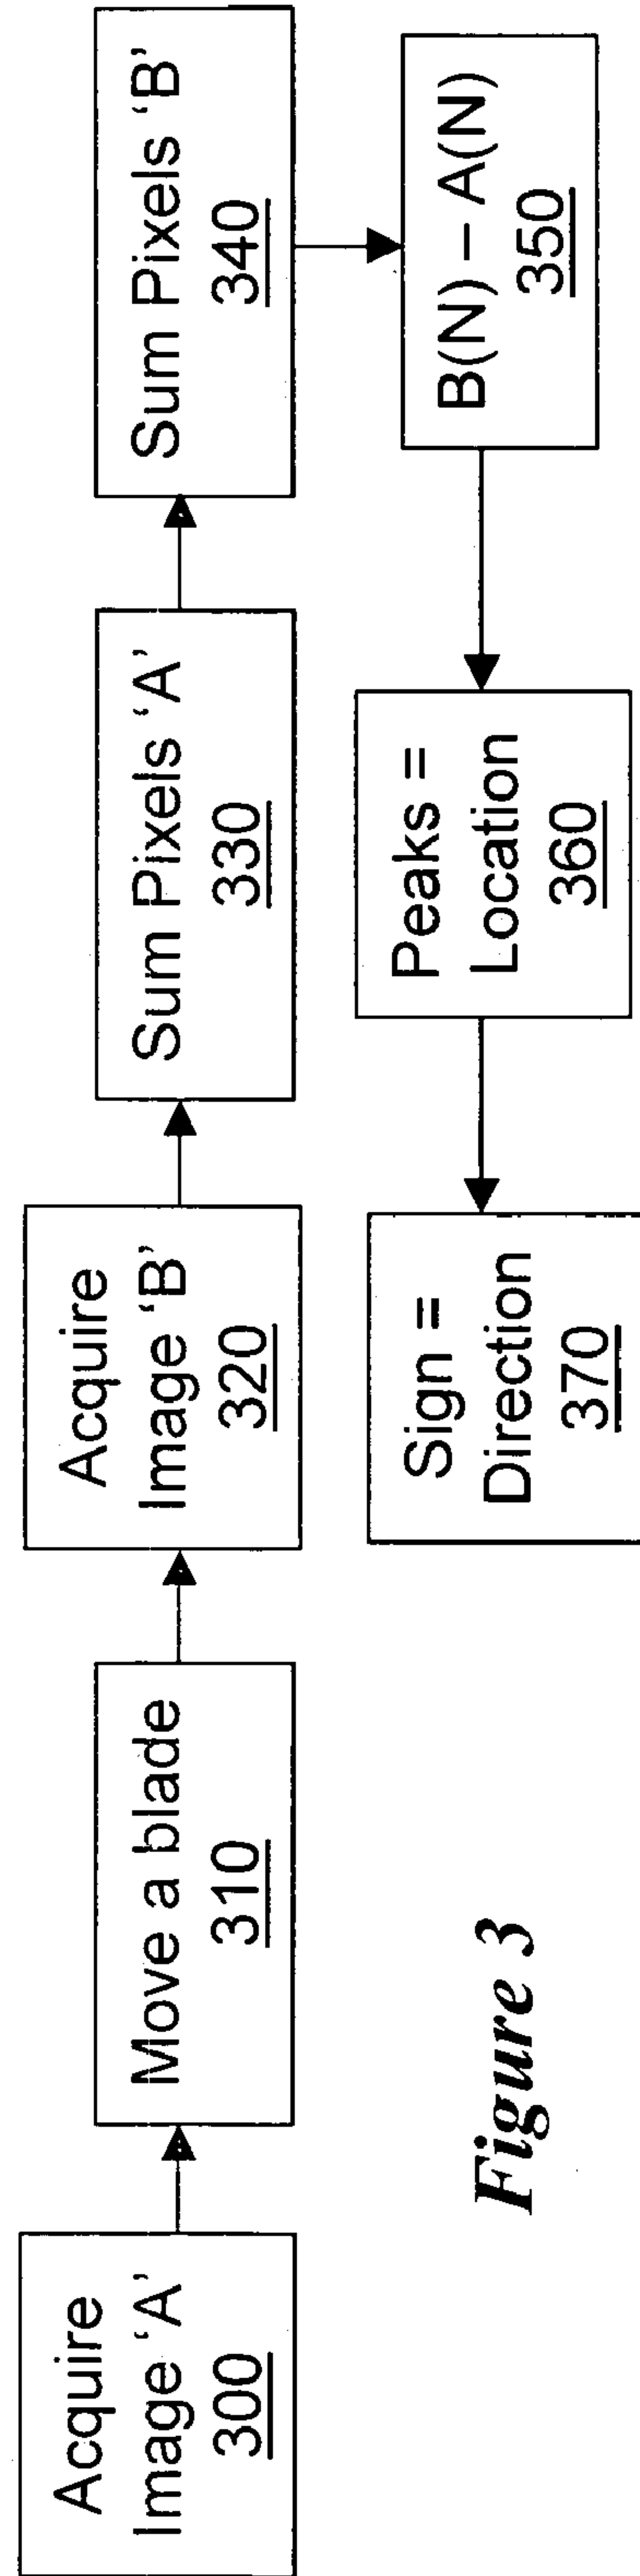 Acquire
Image ‘A’
300
Move a blade
310
Acquire
Image ‘B’
320
Sum Pixels ‘A’
330
Sum Pixels ‘B’
340
B(N) – A(N)
350
Peaks =
Location
360
Sign =
Direction
370
Figure 3